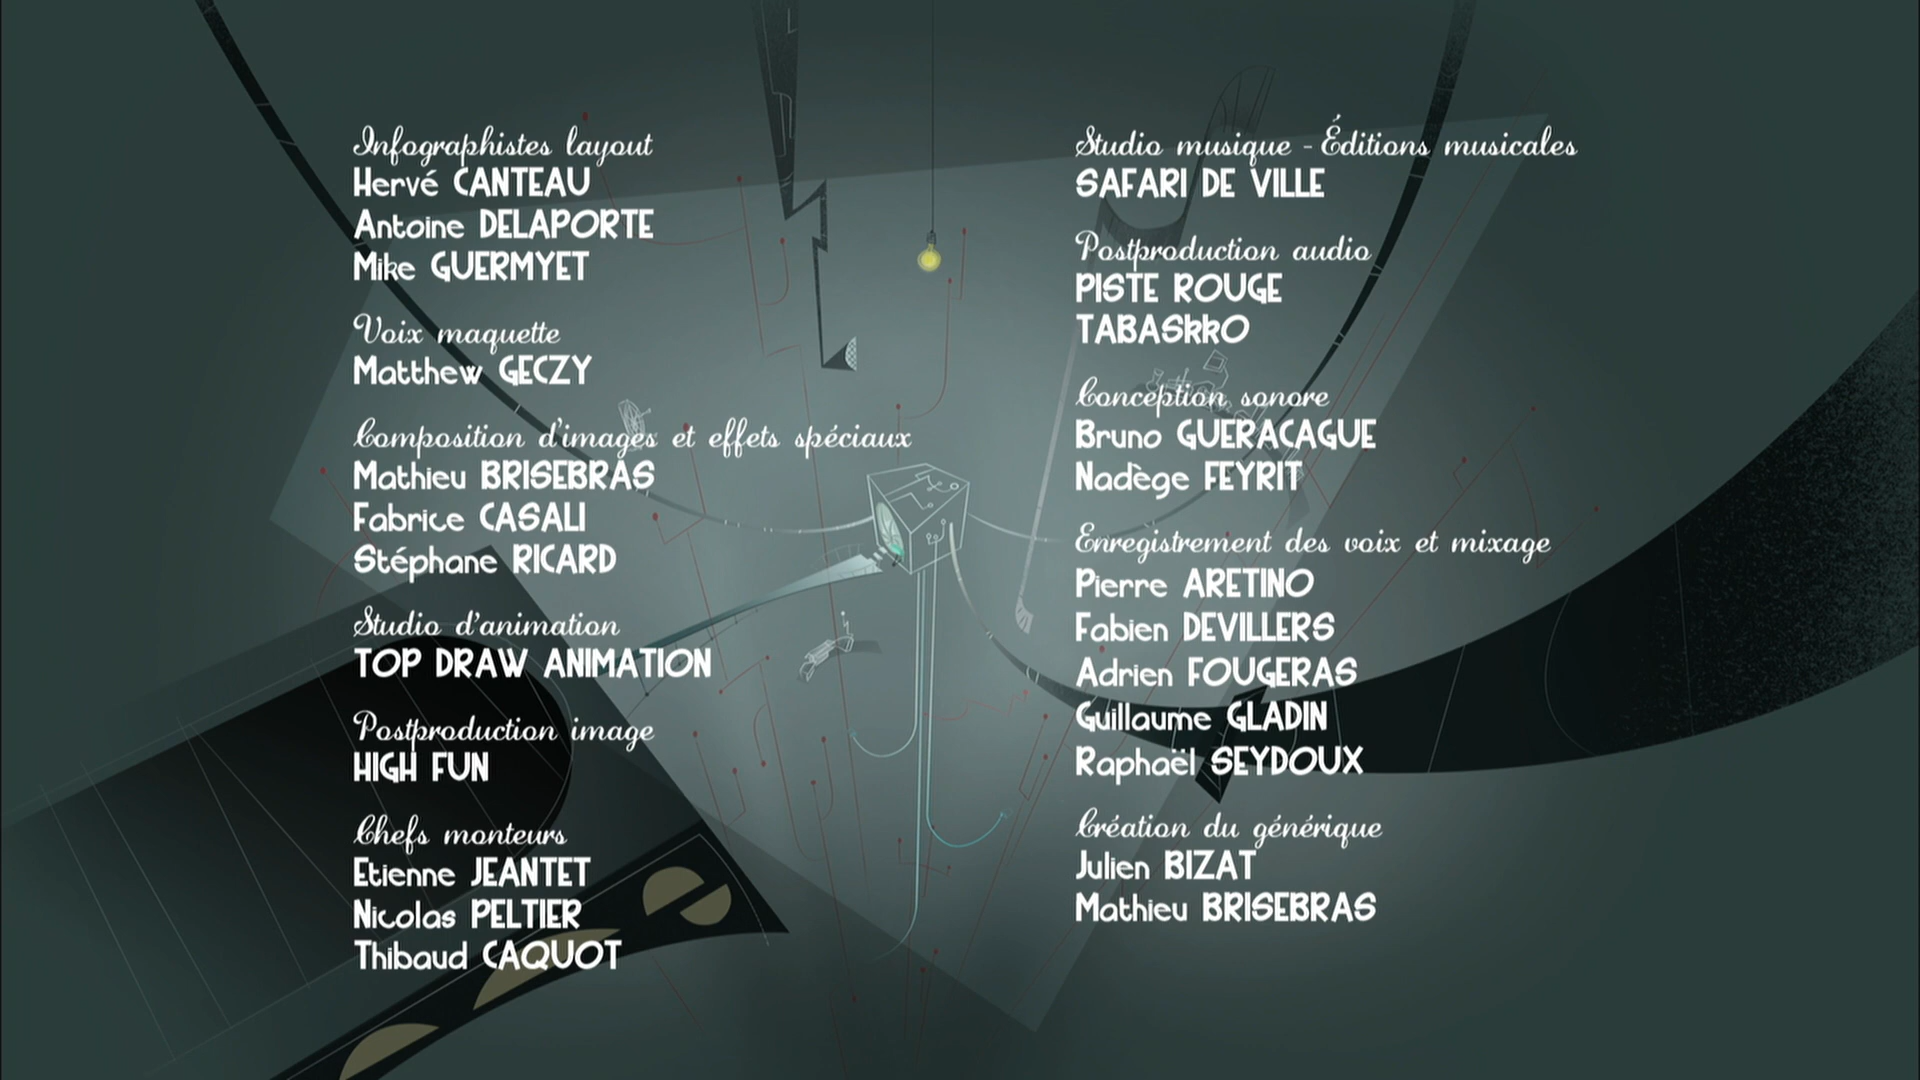 Infographistes layout
Hervé CANTEAU
Antoine DELAPORTE
Mike GUERMYET
Voix maquette
Matthew GECZY
Composition d'images et effets spéciaux
Mathieu BRISEBRAS
Fabrice CASALI
Stéphane RICARD
Studio d'animation
TOP DRAW ANIMATION
Postproduction image
HIGH FUN
Chefs monteurs
Etienne JEANTET
Nicolas PELTIER
Thibaud CAQUOT
Studio musique - Éditions musicales
SAFARI DE VILLE
Postproduction audio
PISTE ROUGE
TABASkkO
Conception sonore
Bruno GUERACAGUE
Nadège FEYRIT
Enregistrement des voix et mixage
Pierre ARETINO
Fabien DEVILLERS
Adrien FOUGERAS
Guillaume GLADIN
Raphaël SEYDOUX
Création du générique
Julien BIZAT
Mathieu BRISEBRAS